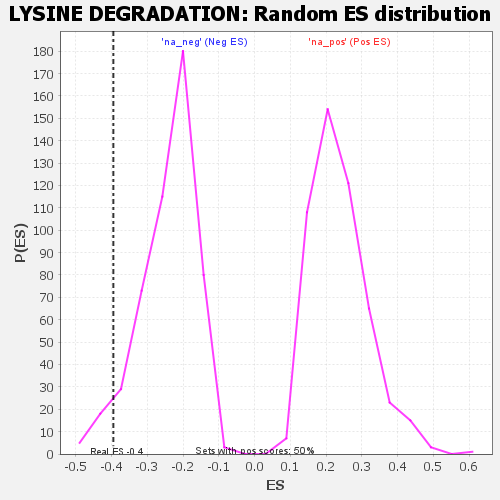 LYSINE DEGRADATION: Random ES distribution
'na_neg' (Neg ES)
'na_pos' (Pos ES)
180
170
160
150
140
130
120
110
100
90
80
70
60
50
40
30
20
10
0
P(ES)
Real ES -0.4
Sets with pos scores: 50%
-0.5 -0.4 -0.3 -0.2 -0.1 0.0 0.1 0.2 0.3 0.4 0.5 0.6
ES